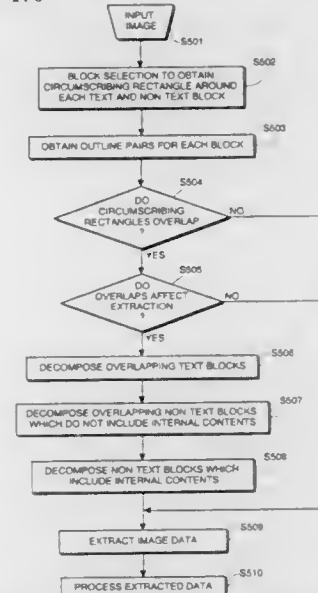 INPUT
IMAGE
S501
S502
BLOCK SELECTION TO OBTAIN
CIRCUMSCRIBING RECTANGLE AROUND
EACH TEXT AND NON TEXT BLOCK
S503
OBTAIN OUTLINE PAIRS FOR EACH BLOCK
S504
DO
CIRCUMSCRIBING
RECTANGLES OVERLAP
?
NO
YES
S505
DO
OVERLAPS AFFECT
EXTRACTION
?
NO
YES
S506
DECOMPOSE OVERLAPPING TEXT BLOCKS
S507
DECOMPOSE OVERLAPPING NON TEXT BLOCKS
WHICH DO NOT INCLUDE INTERNAL CONTENTS
S508
DECOMPOSE NON TEXT BLOCKS WHICH
INCLUDE INTERNAL CONTENTS
S509
EXTRACT IMAGE DATA
S510
PROCESS EXTRACTED DATA